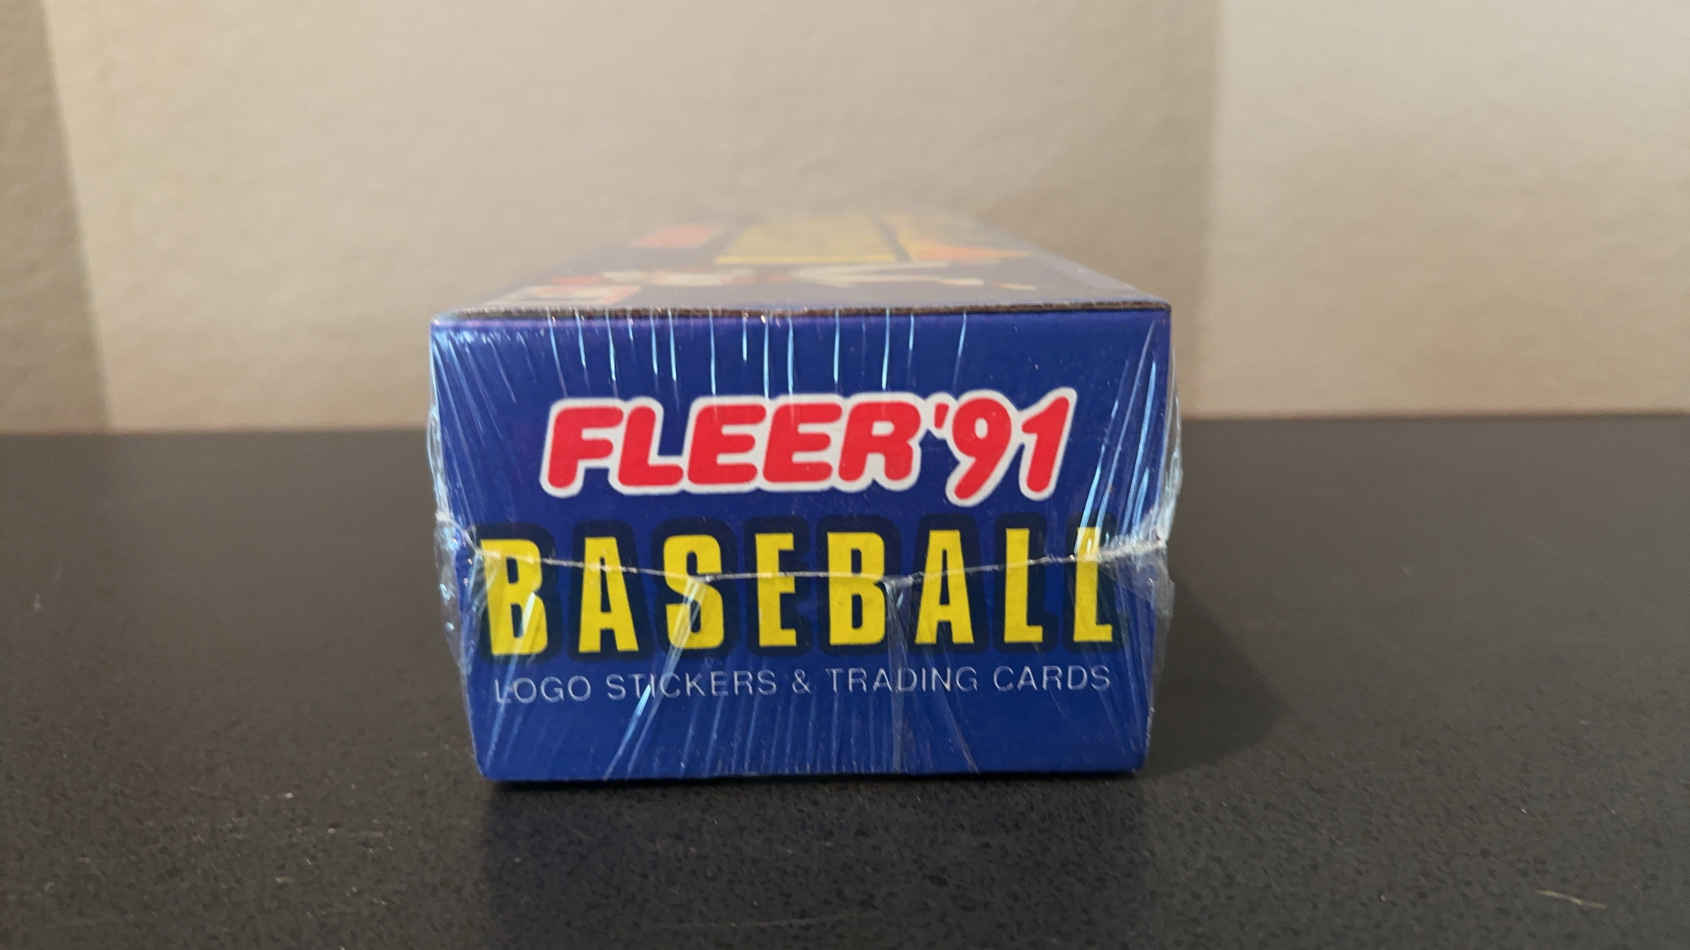 FLEER'91
BASEBALL
LOGO STICKERS & TRADING CARDS